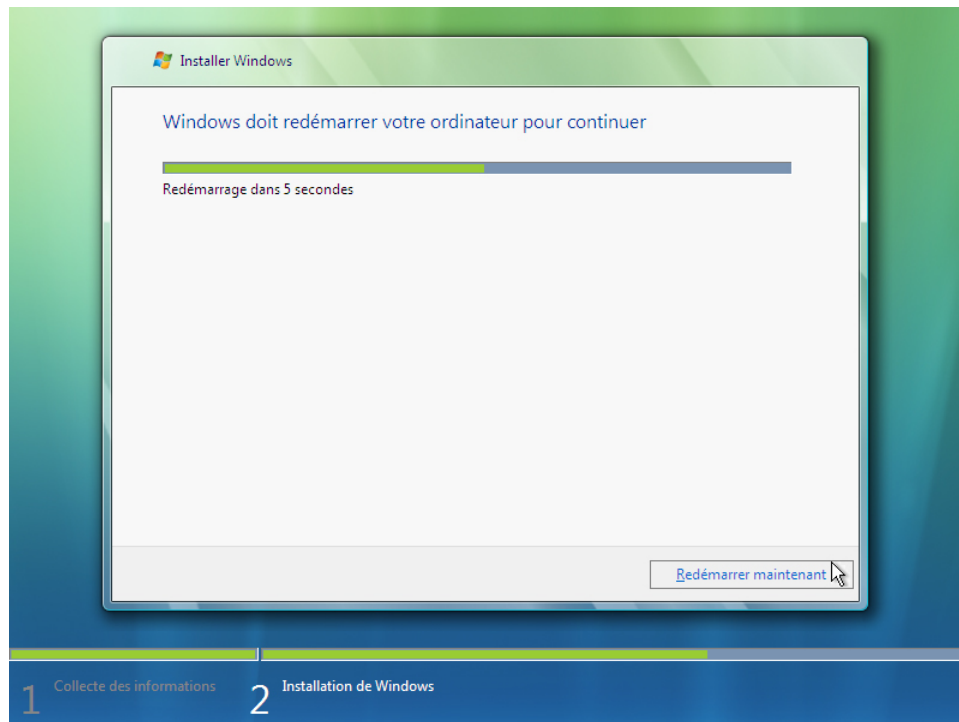 Installer Windows
Windows doit redémarrer votre ordinateur pour continuer
Redémarrage dans 5 secondes
Redémarrer maintenant
1 Collecte des informations
2 Installation de Windows